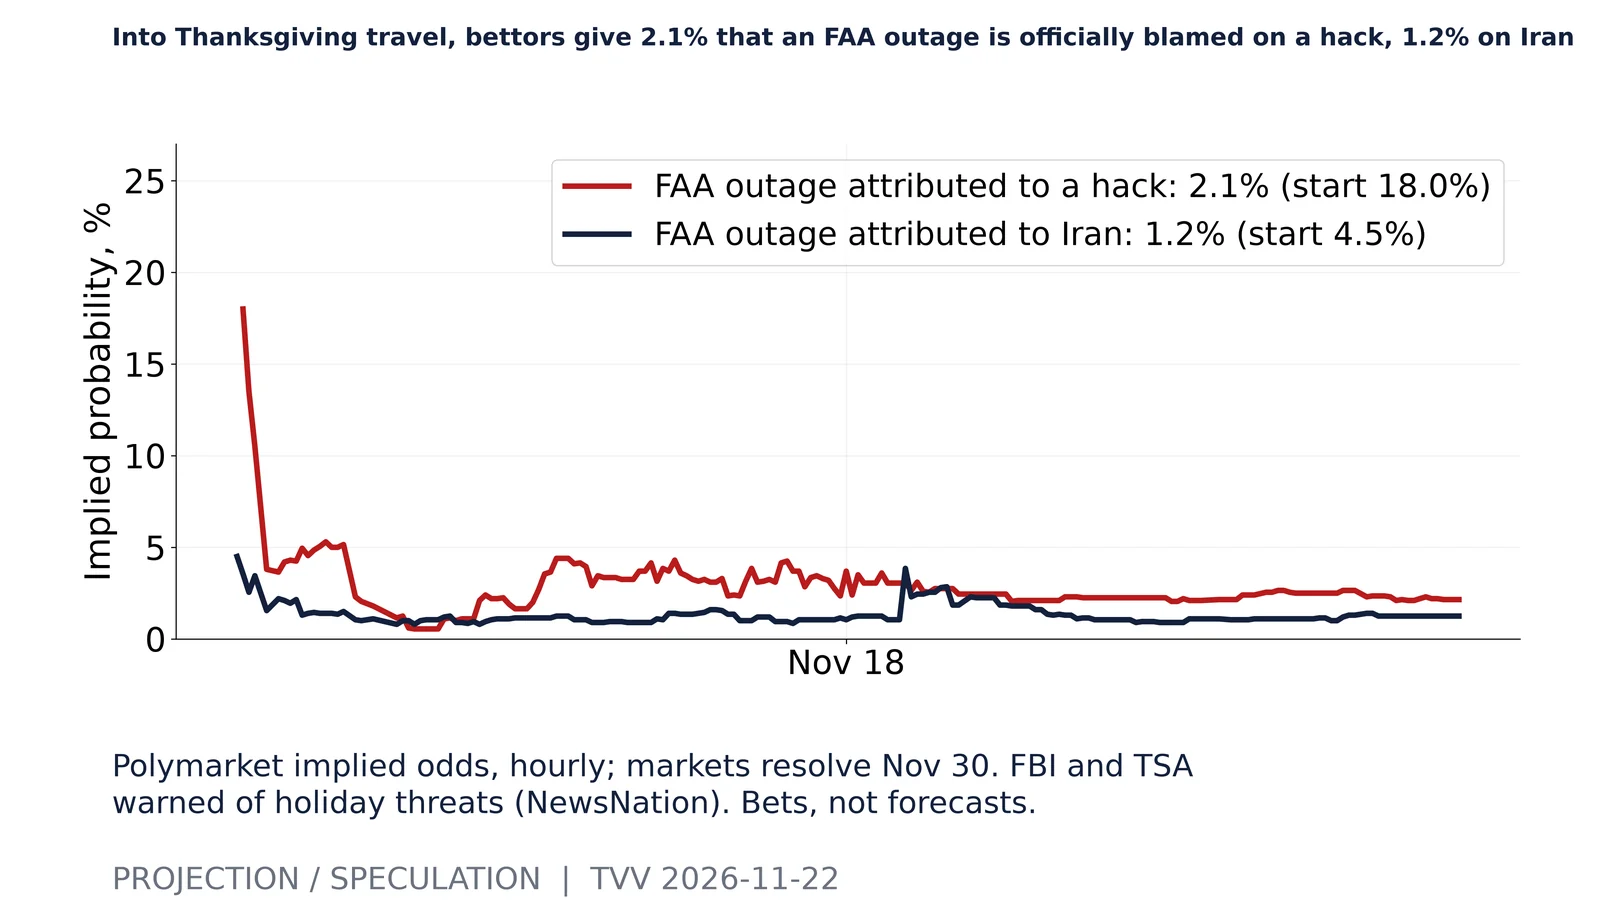 Into Thanksgiving travel, bettors give 2.1% that an FAA outage is officially blamed on a hack, 1.2% on Iran
FAA outage attributed to a hack: 2.1% (start 18.0%)
FAA outage attributed to Iran: 1.2% (start 4.5%)
Implied probability, %
25
20
15
10
5
0
Nov 18
Polymarket implied odds, hourly; markets resolve Nov 30. FBI and TSA
warned of holiday threats (NewsNation). Bets, not forecasts.
PROJECTION / SPECULATION | TVV 2026-11-22